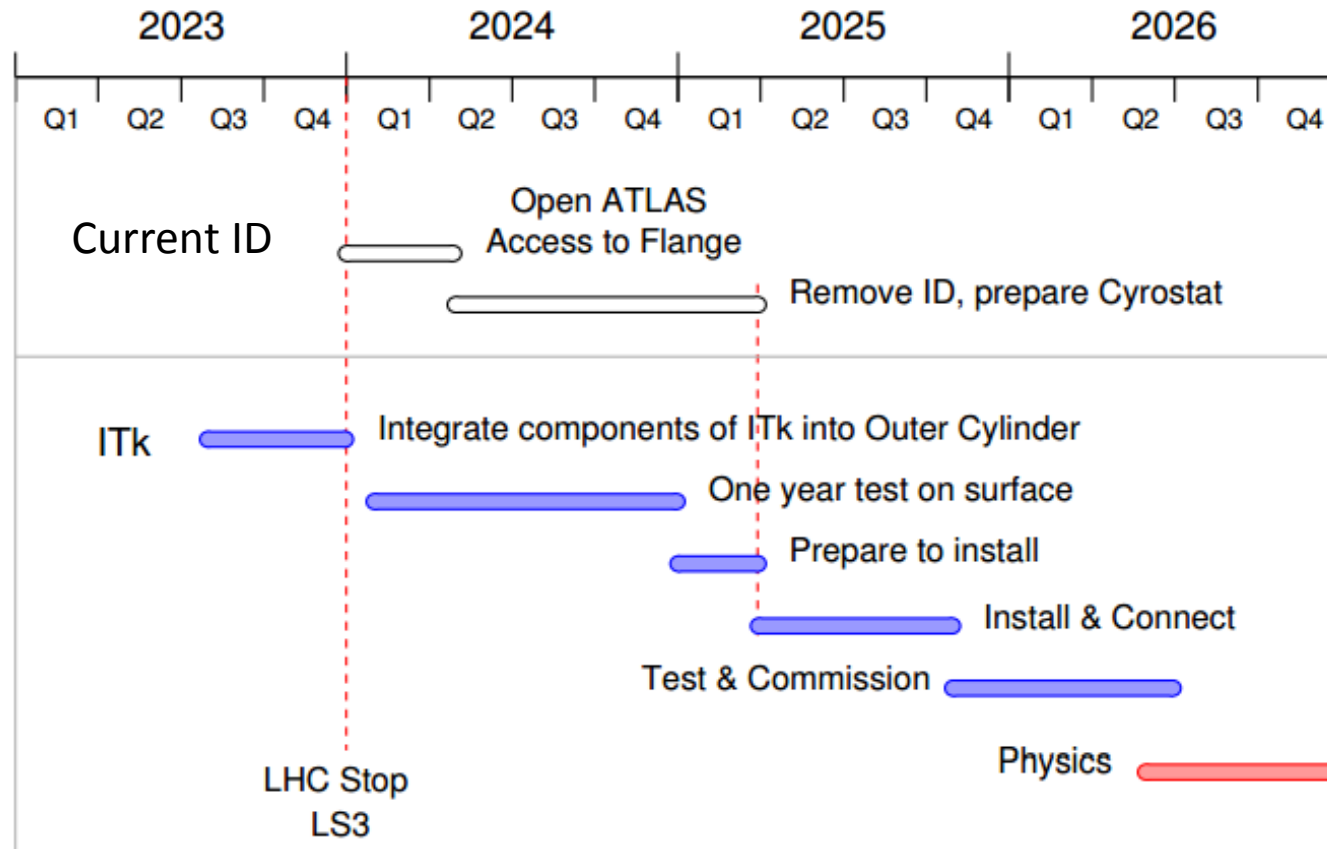 2023 2024 2025 2026
Q1 Q2 Q3 Q4 Q1 Q2 Q3 Q4 Q1 Q2 Q3 Q4 Q1 Q2 Q3 Q4
Current ID
Open ATLAS
Access to Flange
Remove ID, prepare Cyrostat
ITk
Integrate components of ITk into Outer Cylinder
One year test on surface
Prepare to install
Install & Connect
Test & Commission
Physics
LHC Stop
LS3